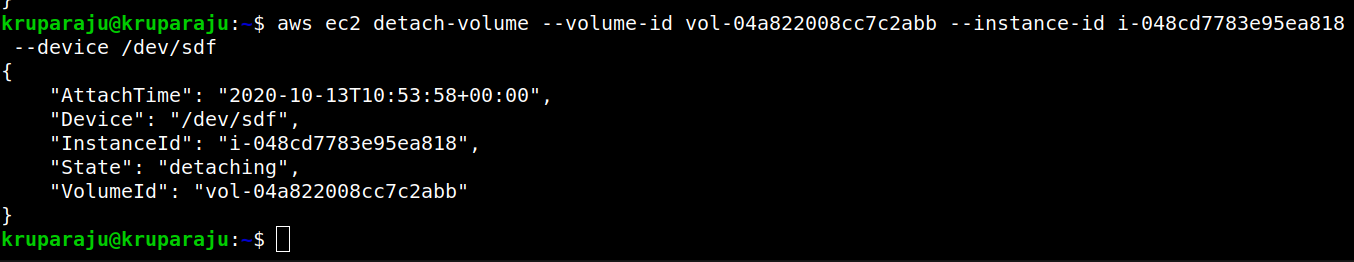 }
kruparaju@kruparaju:~$ aws ec2 detach-volume --volume-id vol-04a822008cc7c2abb --instance-id i-048cd7783e95ea818
 --device /dev/sdf
{
    "AttachTime": "2020-10-13T10:53:58+00:00",
    "Device": "/dev/sdf",
    "InstanceId": "i-048cd7783e95ea818",
    "State": "detaching",
    "VolumeId": "vol-04a822008cc7c2abb"
}
kruparaju@kruparaju:~$